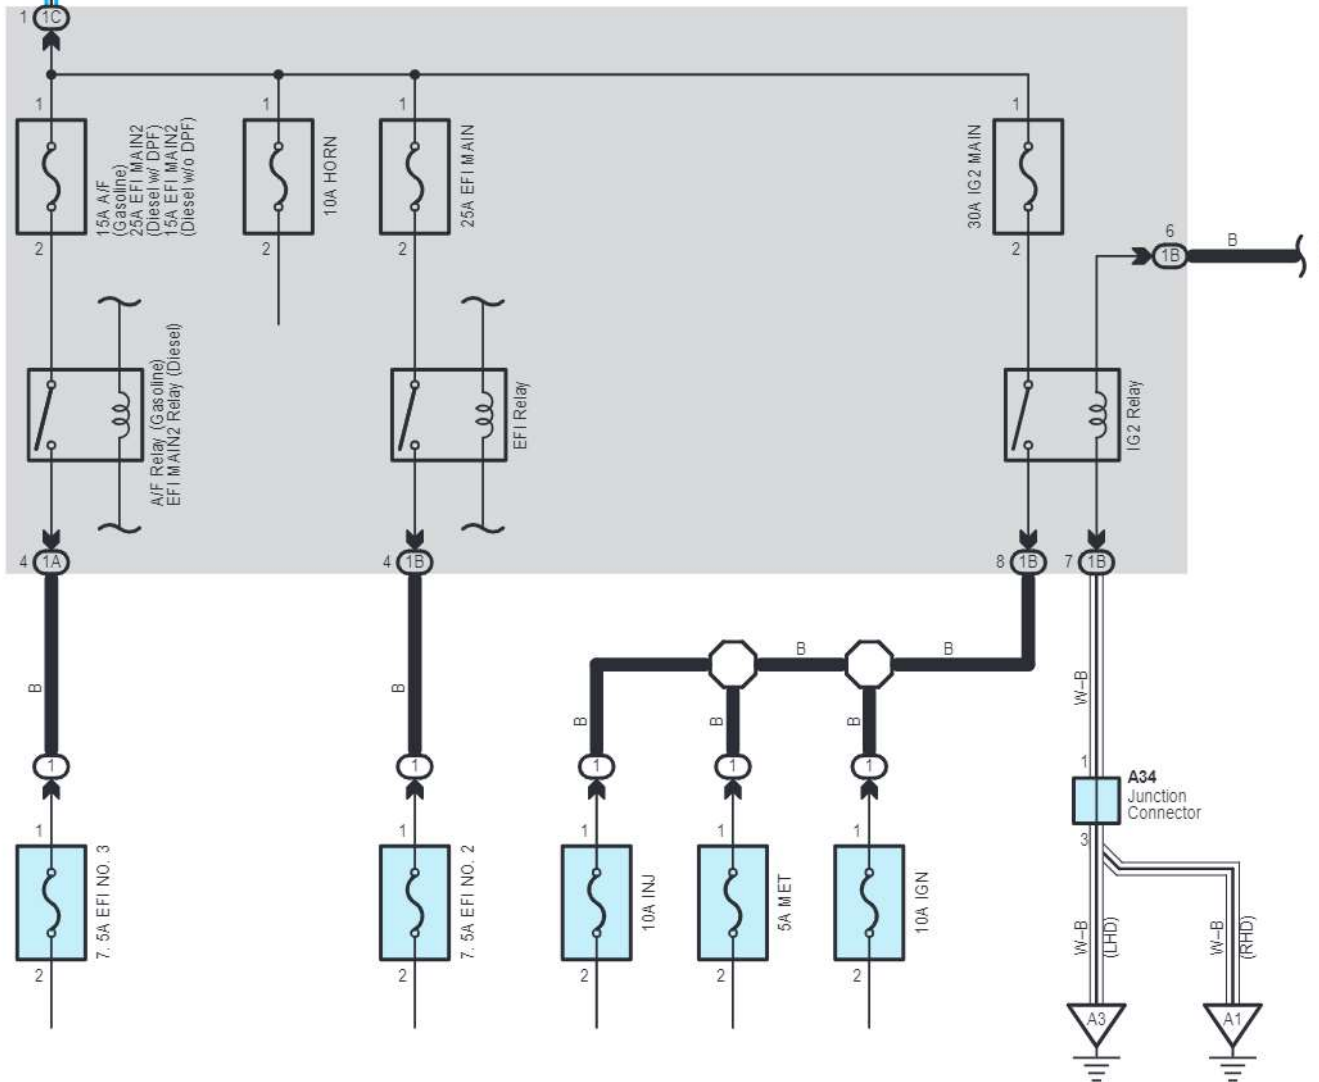 1 1C
1
1
1
1
15A A/F
(Gasoline)
25A EFI MAIN2
(Diesel w/ DPF)
15A EFI MAIN2
(Diesel w/o DPF)
10A HORN
25A EFI MAIN
30A IG2 MAIN
2
2
2
2
6
1B
B
A/F Relay (Gasoline)
EFI MAIN2 Relay (Diesel)
EFI Relay
IG2 Relay
4 1A
4 1B
8 1B
7 1B
B
B
B
B
B
B
B
W–B
1
1
1
1
1
1
A34
Junction
Connector
3
1
1
1
1
1
7. 5A EFI NO. 3
7. 5A EFI NO. 2
10A INJ
5A MET
10A IGN
2
2
2
2
2
W–B
(LHD)
W–B
(RHD)
A3
A1